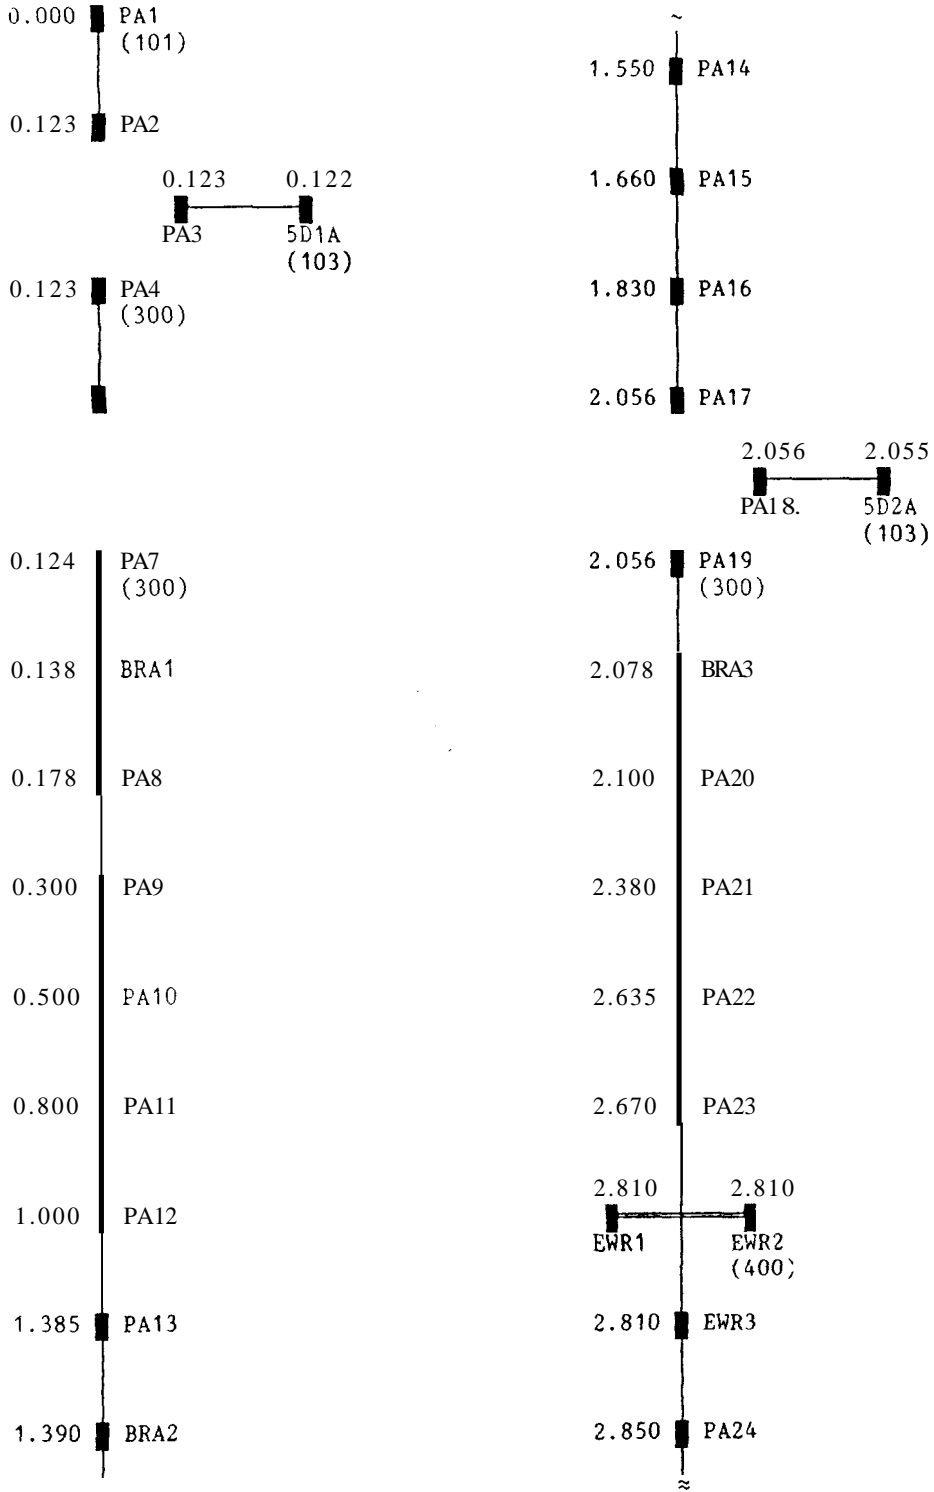 0.000 PA1
(101)
0.123 PA2
0.123 0.122
PA3 5D1A
(103)
0.123 PA4
(300)
0.124 PA7
(300)
0.138 BRA1
0.178 PA8
0.300 PA9
0.500 PA10
0.800 PA11
1.000 PA12
1.385 PA13
1.390 BRA2
~
1.550 PA14
1.660 PA15
1.830 PA16
2.056 PA17
2.056 2.055
PA18. 5D2A
(103)
2.056 PA19
(300)
2.078 BRA3
2.100 PA20
2.380 PA21
2.635 PA22
2.670 PA23
2.810 2.810
EWR1 EWR2
(400)
2.810 EWR3
2.850 PA24
≈